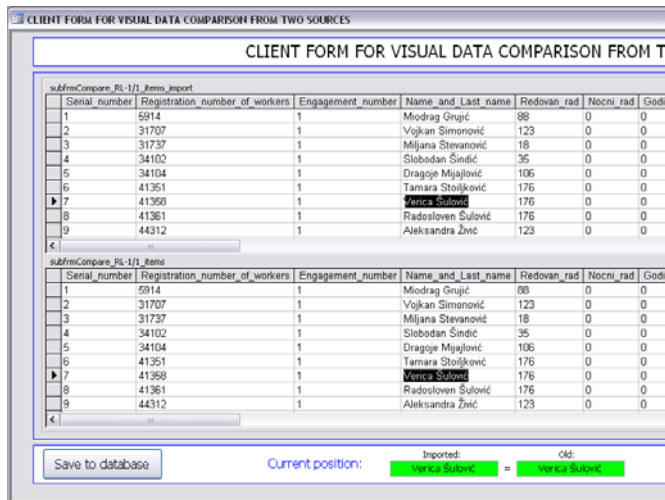 CLIENT FORM FOR VISUAL DATA COMPARISON FROM TWO SOURCES
CLIENT FORM FOR VISUAL DATA COMPARISON FROM T
subfrmCompare_RL-1/1_items_import
Serial_number Registration_number_of_workers Engagement_number Name_and_Last_name Redovan_rad Nocni_rad Godi
1 5914 1 Miodrag Grujić 88 0 0
2 31707 1 Vojkan Simonović 123 0 0
3 31737 1 Miljana Stevanović 18 0 0
4 34102 1 Slobodan Šindić 35 0 0
5 34104 1 Dragoje Mijajlović 106 0 0
6 41351 1 Tamara Stoiljković 176 0 0
7 41358 1 Verica Šulović 176 0 0
8 41361 1 Radosloven Šulović 176 0 0
9 44312 1 Aleksandra Živić 123 0 0
subfrmCompare_RL-1/1_items
Serial_number Registration_number_of_workers Engagement_number Name_and_Last_name Redovan_rad Nocni_rad Godi
1 5914 1 Miodrag Grujić 88 0 0
2 31707 1 Vojkan Simonović 123 0 0
3 31737 1 Miljana Stevanović 18 0 0
4 34102 1 Slobodan Šindić 35 0 0
5 34104 1 Dragoje Mijajlović 106 0 0
6 41351 1 Tamara Stoiljković 176 0 0
7 41358 1 Verica Šulović 176 0 0
8 41361 1 Radosloven Šulović 176 0 0
9 44312 1 Aleksandra Živić 123 0 0
Imported: Old:
Save to database Current position: Verica Šulović = Verica Šulović